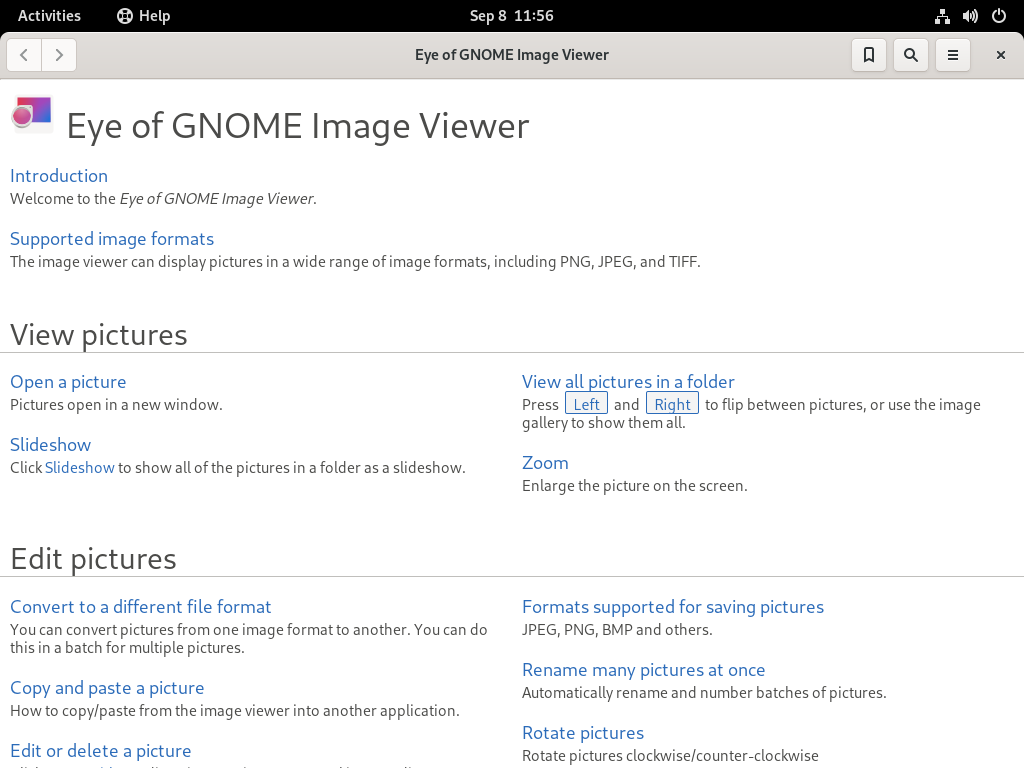 Activities
Help
Sep 8 11:56
Eye of GNOME Image Viewer
Eye of GNOME Image Viewer
Introduction
Welcome to the Eye of GNOME Image Viewer.
Supported image formats
The image viewer can display pictures in a wide range of image formats, including PNG, JPEG, and TIFF.
View pictures
Open a picture
Pictures open in a new window.
Slideshow
Click Slideshow to show all of the pictures in a folder as a slideshow.
View all pictures in a folder
Press Left and Right to flip between pictures, or use the image
gallery to show them all.
Zoom
Enlarge the picture on the screen.
Edit pictures
Convert to a different file format
You can convert pictures from one image format to another. You can do
this in a batch for multiple pictures.
Copy and paste a picture
How to copy/paste from the image viewer into another application.
Edit or delete a picture
Formats supported for saving pictures
JPEG, PNG, BMP and others.
Rename many pictures at once
Automatically rename and number batches of pictures.
Rotate pictures
Rotate pictures clockwise/counter-clockwise